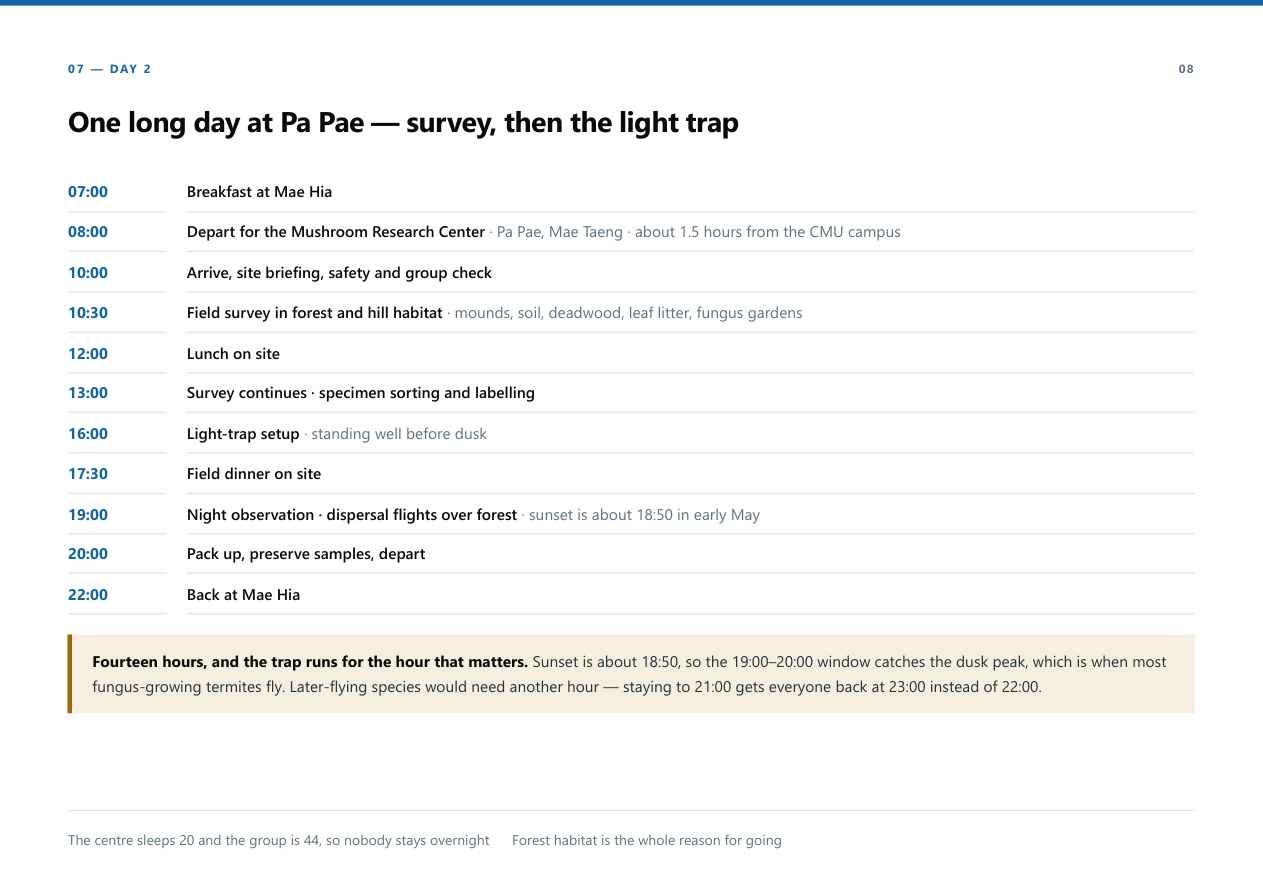 07 — DAY 2
08
One long day at Pa Pae — survey, then the light trap
07:00 Breakfast at Mae Hia
08:00 Depart for the Mushroom Research Center · Pa Pae, Mae Taeng · about 1.5 hours from the CMU campus
10:00 Arrive, site briefing, safety and group check
10:30 Field survey in forest and hill habitat · mounds, soil, deadwood, leaf litter, fungus gardens
12:00 Lunch on site
13:00 Survey continues · specimen sorting and labelling
16:00 Light-trap setup · standing well before dusk
17:30 Field dinner on site
19:00 Night observation · dispersal flights over forest · sunset is about 18:50 in early May
20:00 Pack up, preserve samples, depart
22:00 Back at Mae Hia
Fourteen hours, and the trap runs for the hour that matters. Sunset is about 18:50, so the 19:00–20:00 window catches the dusk peak, which is when most
fungus-growing termites fly. Later-flying species would need another hour — staying to 21:00 gets everyone back at 23:00 instead of 22:00.
The centre sleeps 20 and the group is 44, so nobody stays overnight Forest habitat is the whole reason for going